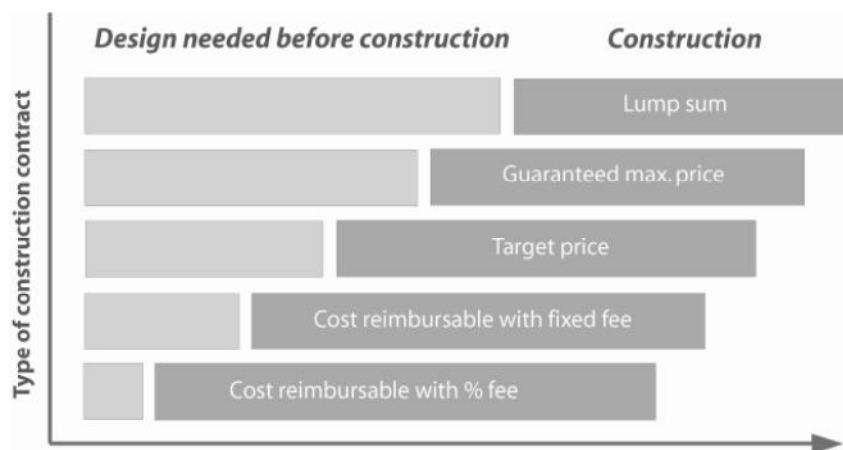 Design needed before construction
Construction
Lump sum
Guaranteed max. price
Target price
Cost reimbursable with fixed fee
Cost reimbursable with % fee
Type of construction contract